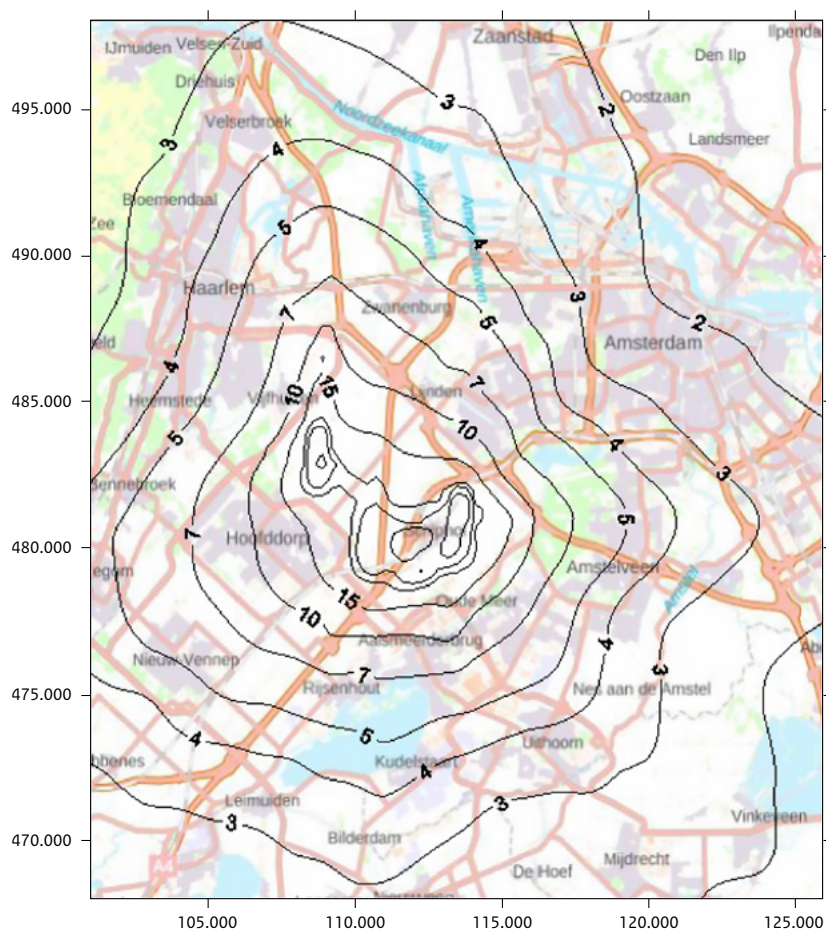 IJmuiden
Velsen-Zuid
Zaanstad
Ilpenda
Den Ilp
Driehuis
Oostzaan
495.000
3
2
Noordzeekanaal
Velserbroek
Landsmeer
3
4
Afrikahaven
Bloemendaal
Zee
5
4
490.000
Haarlem
3
7
Zwanenburg
5
2
eld
Amsterdam
4
7
10
15
Heemstede
Lijnden
485.000
5
10
4
3
Bennebroek
5
7
Hoofddorp
480.000
egom
Amstelveen
Amstel
15
Oude Meer
10
Aalsmeerderbrug
4
Nieuw-Vennep
3
7
Rijsenhout
Nes aan de Amstel
475.000
4
5
Uithoorn
bbenes
Kudelstaart
4
Leimuiden
3
3
Vinkeveen
Bilderdam
470.000
Mijdrecht
De Hoef
105.000
110.000
115.000
120.000
125.000